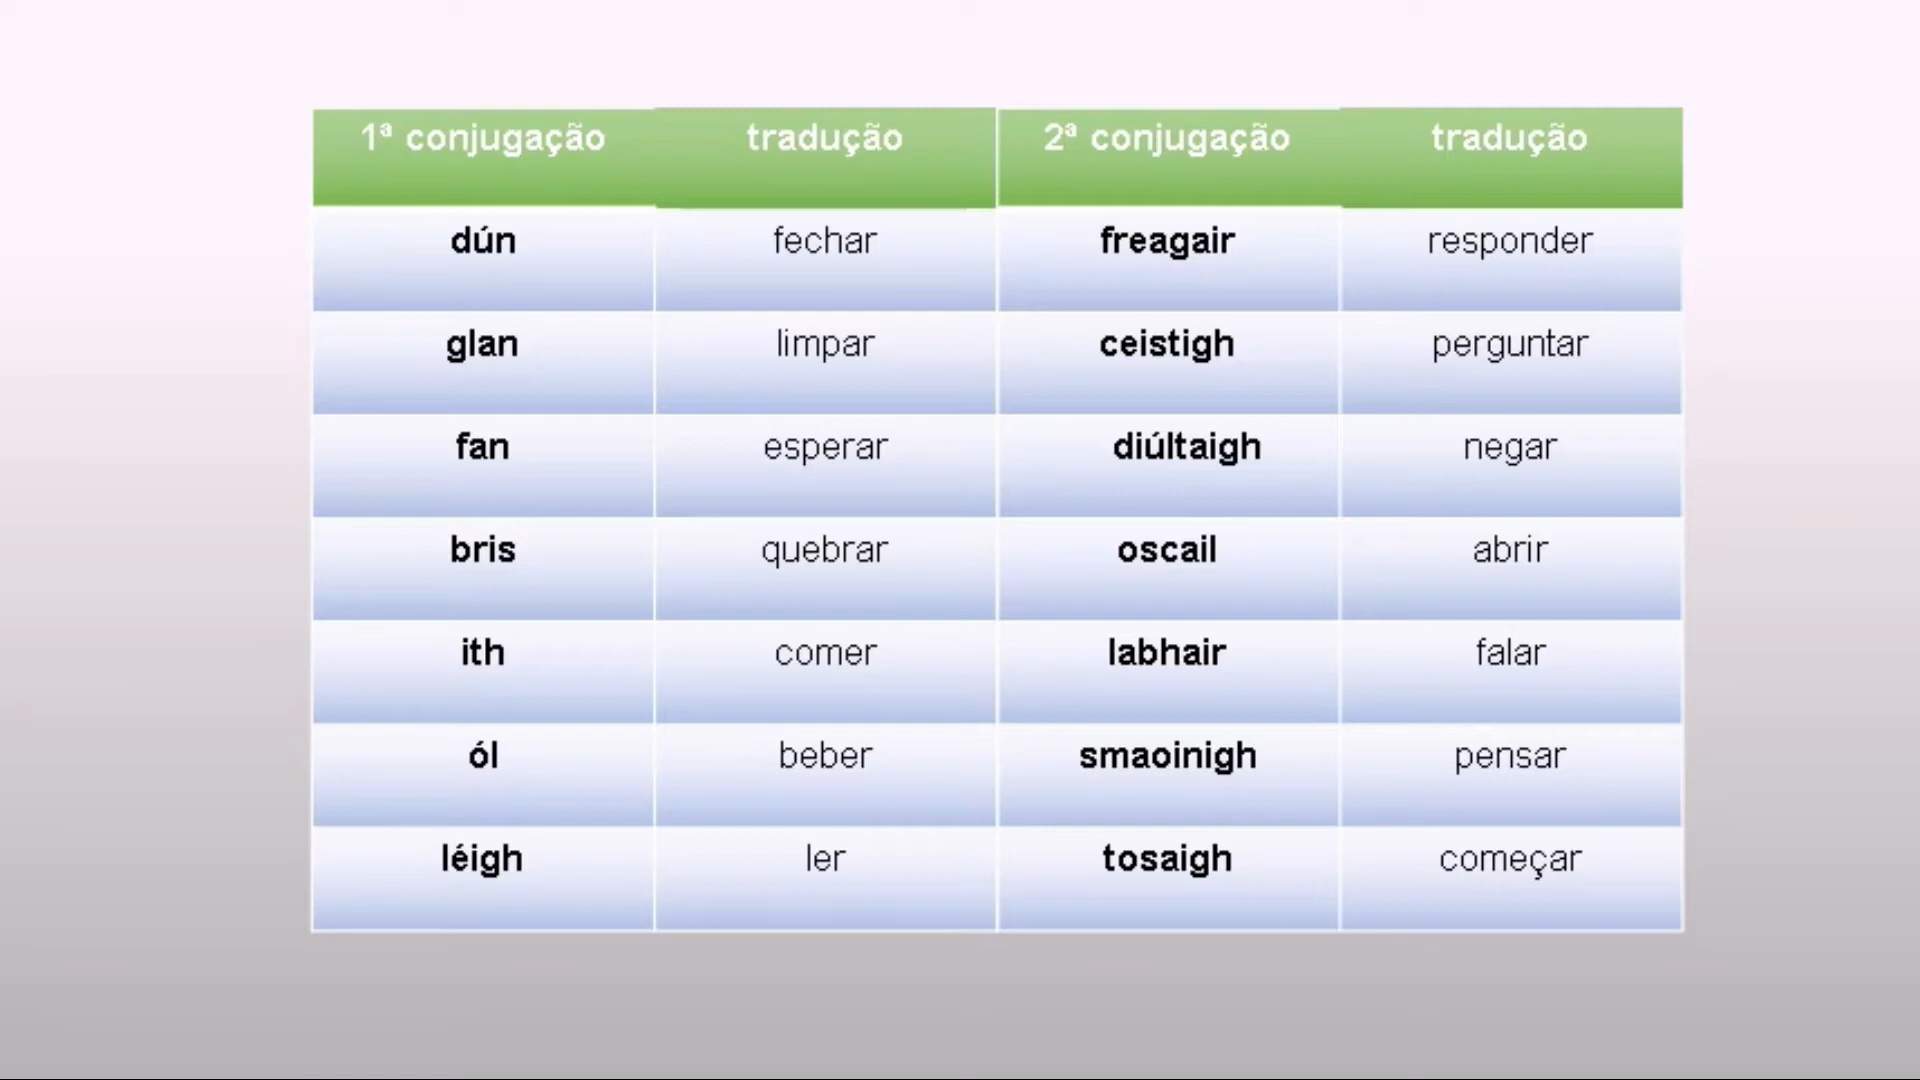 1ª conjugação tradução 2ª conjugação tradução
dún fechar freagair responder
glan limpar ceistigh perguntar
fan esperar diúltaigh negar
bris quebrar oscail abrir
ith comer labhair falar
ól beber smaoinigh pensar
léigh ler tosaigh começar